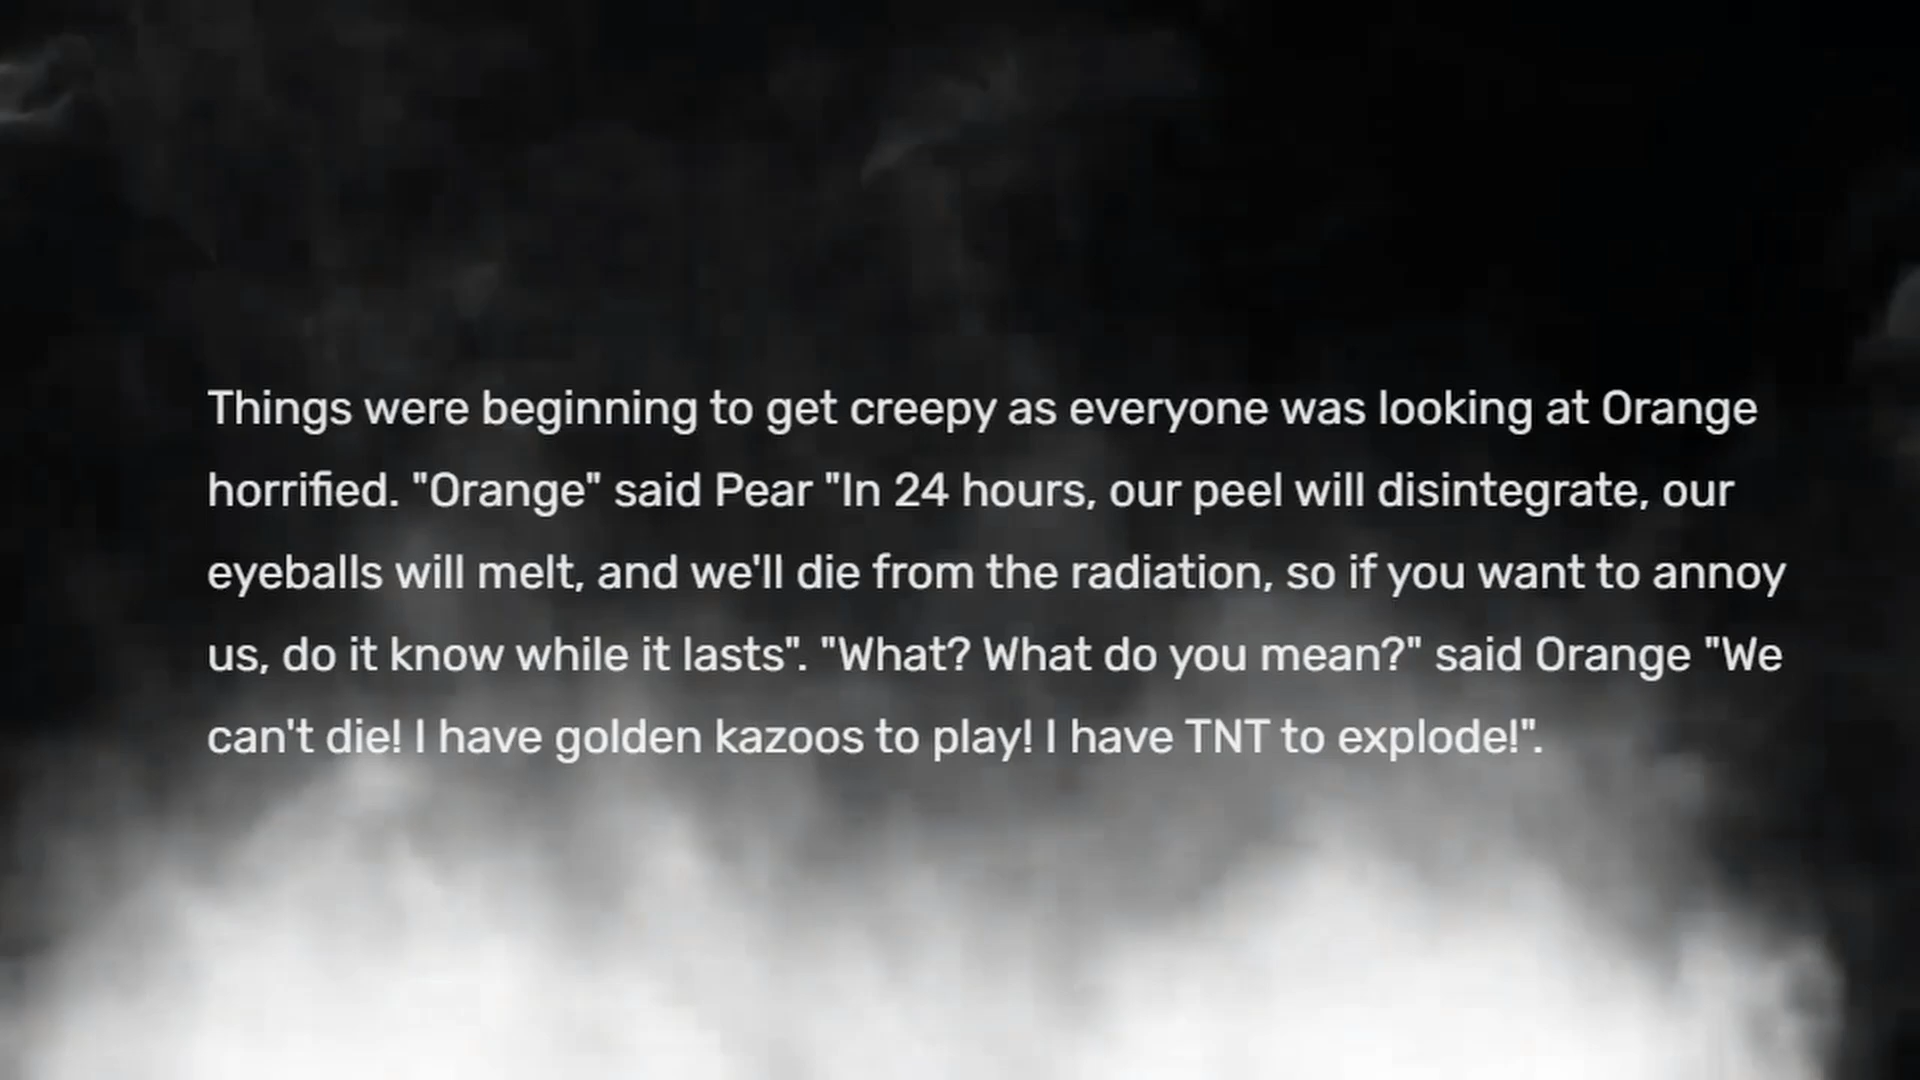 Things were beginning to get creepy as everyone was looking at Orange
horrified. "Orange" said Pear "In 24 hours, our peel will disintegrate, our
eyeballs will melt, and we'll die from the radiation, so if you want to annoy
us, do it know while it lasts". "What? What do you mean?" said Orange "We
can't die! I have golden kazoos to play! I have TNT to explode!".